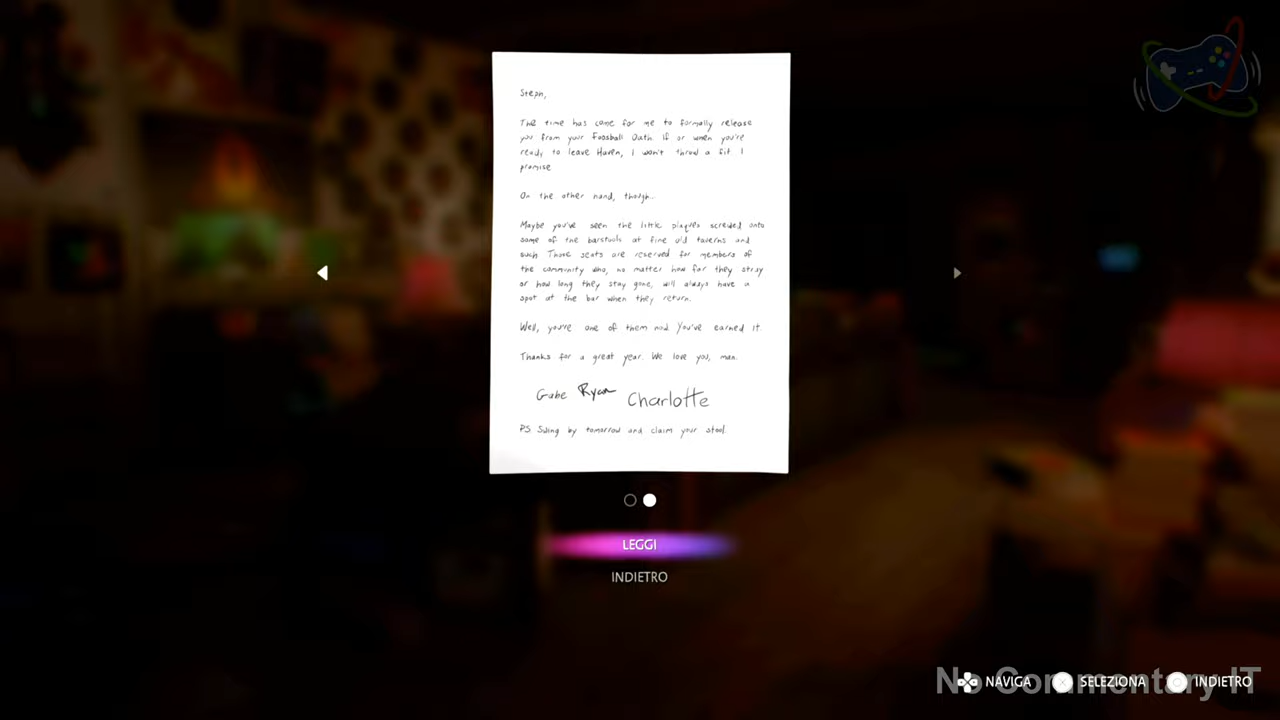 Steph,
The time has come for me to formally release
you from your Foosball Oath. If or when you're
ready to leave Haven, I won't throw a fit. I
promise.
On the other hand, though...
Maybe you've seen the little plaques screwed onto
some of the barstools at fine old taverns and
such. Those seats are reserved for members of
the community who, no matter how far they stray
or how long they stay gone, will always have a
spot at the bar when they return.
Well, you're one of them and you've earned it.
Thanks for a great year. We love you, man.
Gabe Ryan Charlotte
PS. Swing by tomorrow and claim your stool.
LEGGI
INDIETRO
No Commentary IT
NAVIGA SELEZIONA INDIETRO